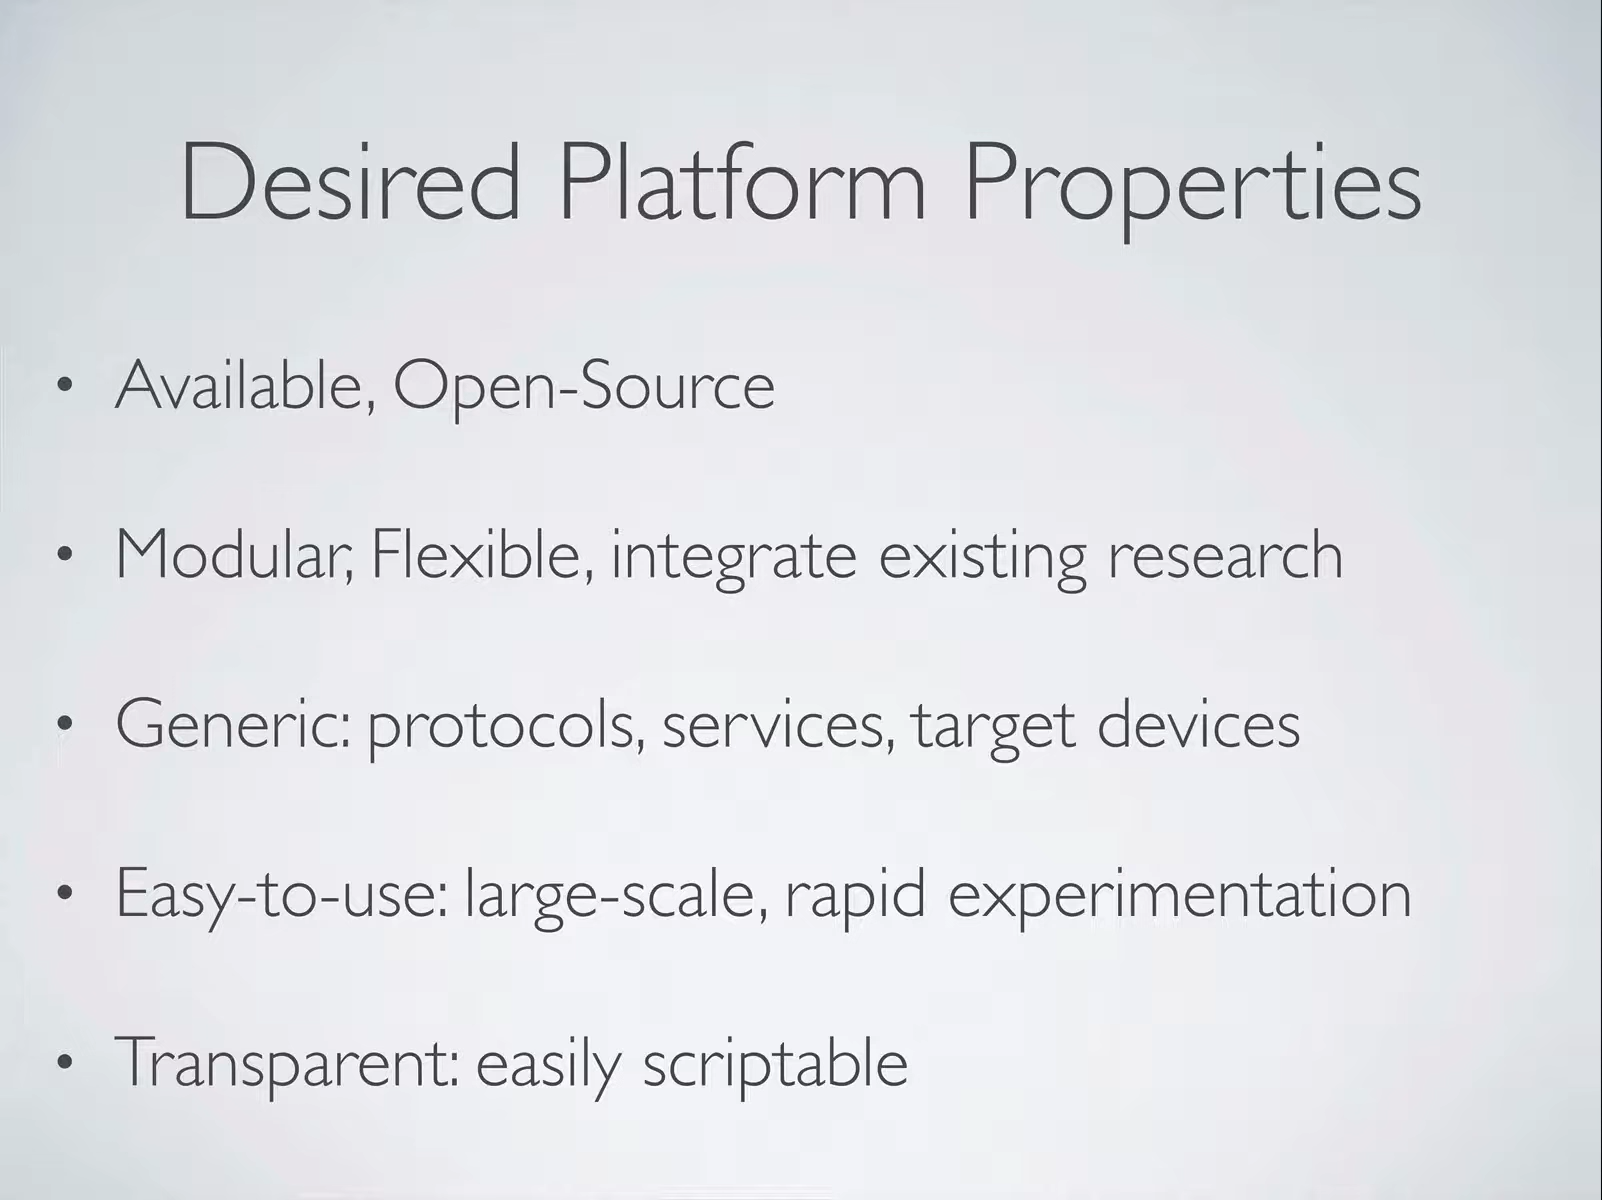 Desired Platform Properties
• Available, Open-Source
• Modular, Flexible, integrate existing research
• Generic: protocols, services, target devices
• Easy-to-use: large-scale, rapid experimentation
• Transparent: easily scriptable